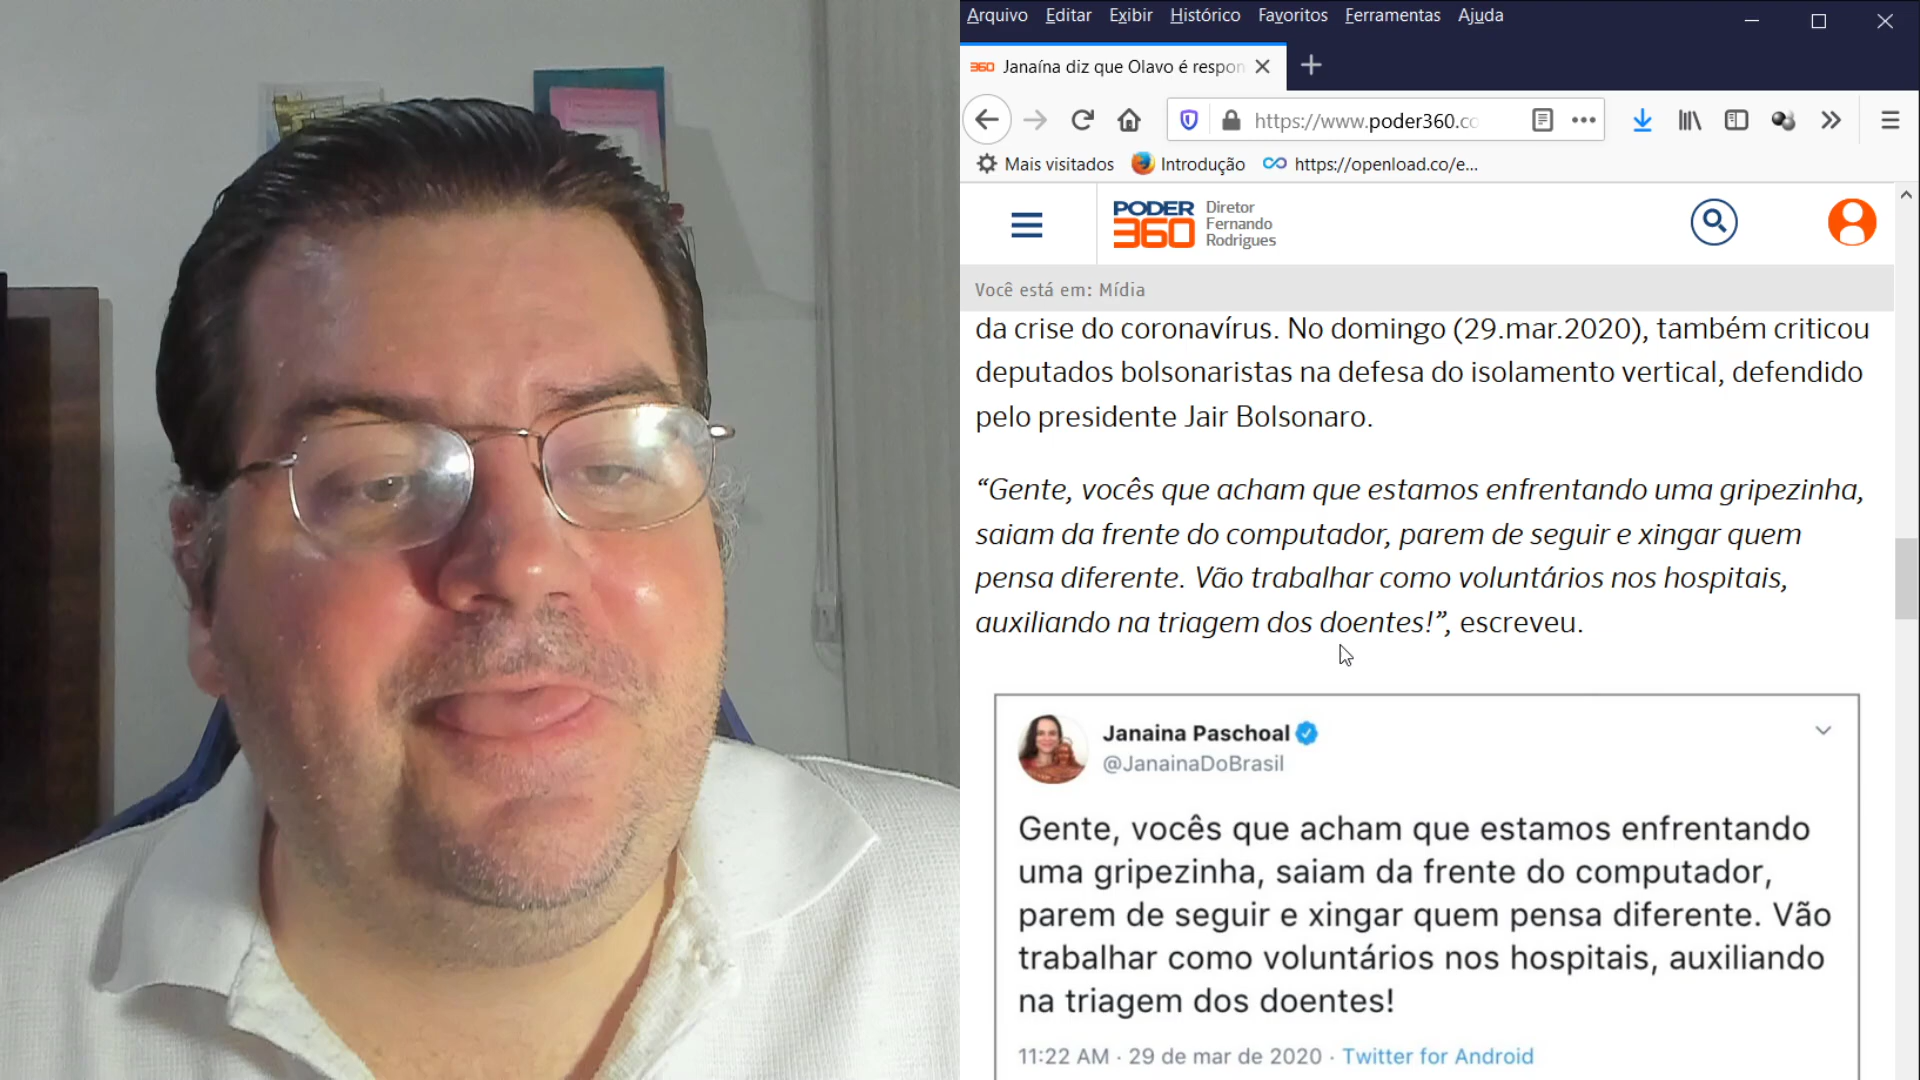 Arquivo Editar Exibir Histórico Favoritos Ferramentas Ajuda
360 Janaína diz que Olavo é respon
https://www.poder360.co
Mais visitados Introdução https://openload.co/e...
PODER
360
Diretor
Fernando
Rodrigues
Você está em: Mídia
da crise do coronavírus. No domingo (29.mar.2020), também criticou
deputados bolsonaristas na defesa do isolamento vertical, defendido
pelo presidente Jair Bolsonaro.
“Gente, vocês que acham que estamos enfrentando uma gripezinha,
saiam da frente do computador, parem de seguir e xingar quem
pensa diferente. Vão trabalhar como voluntários nos hospitais,
auxiliando na triagem dos doentes!”, escreveu.
Janaina Paschoal
@JanainaDoBrasil
Gente, vocês que acham que estamos enfrentando
uma gripezinha, saiam da frente do computador,
parem de seguir e xingar quem pensa diferente. Vão
trabalhar como voluntários nos hospitais, auxiliando
na triagem dos doentes!
11:22 AM · 29 de mar de 2020 · Twitter for Android